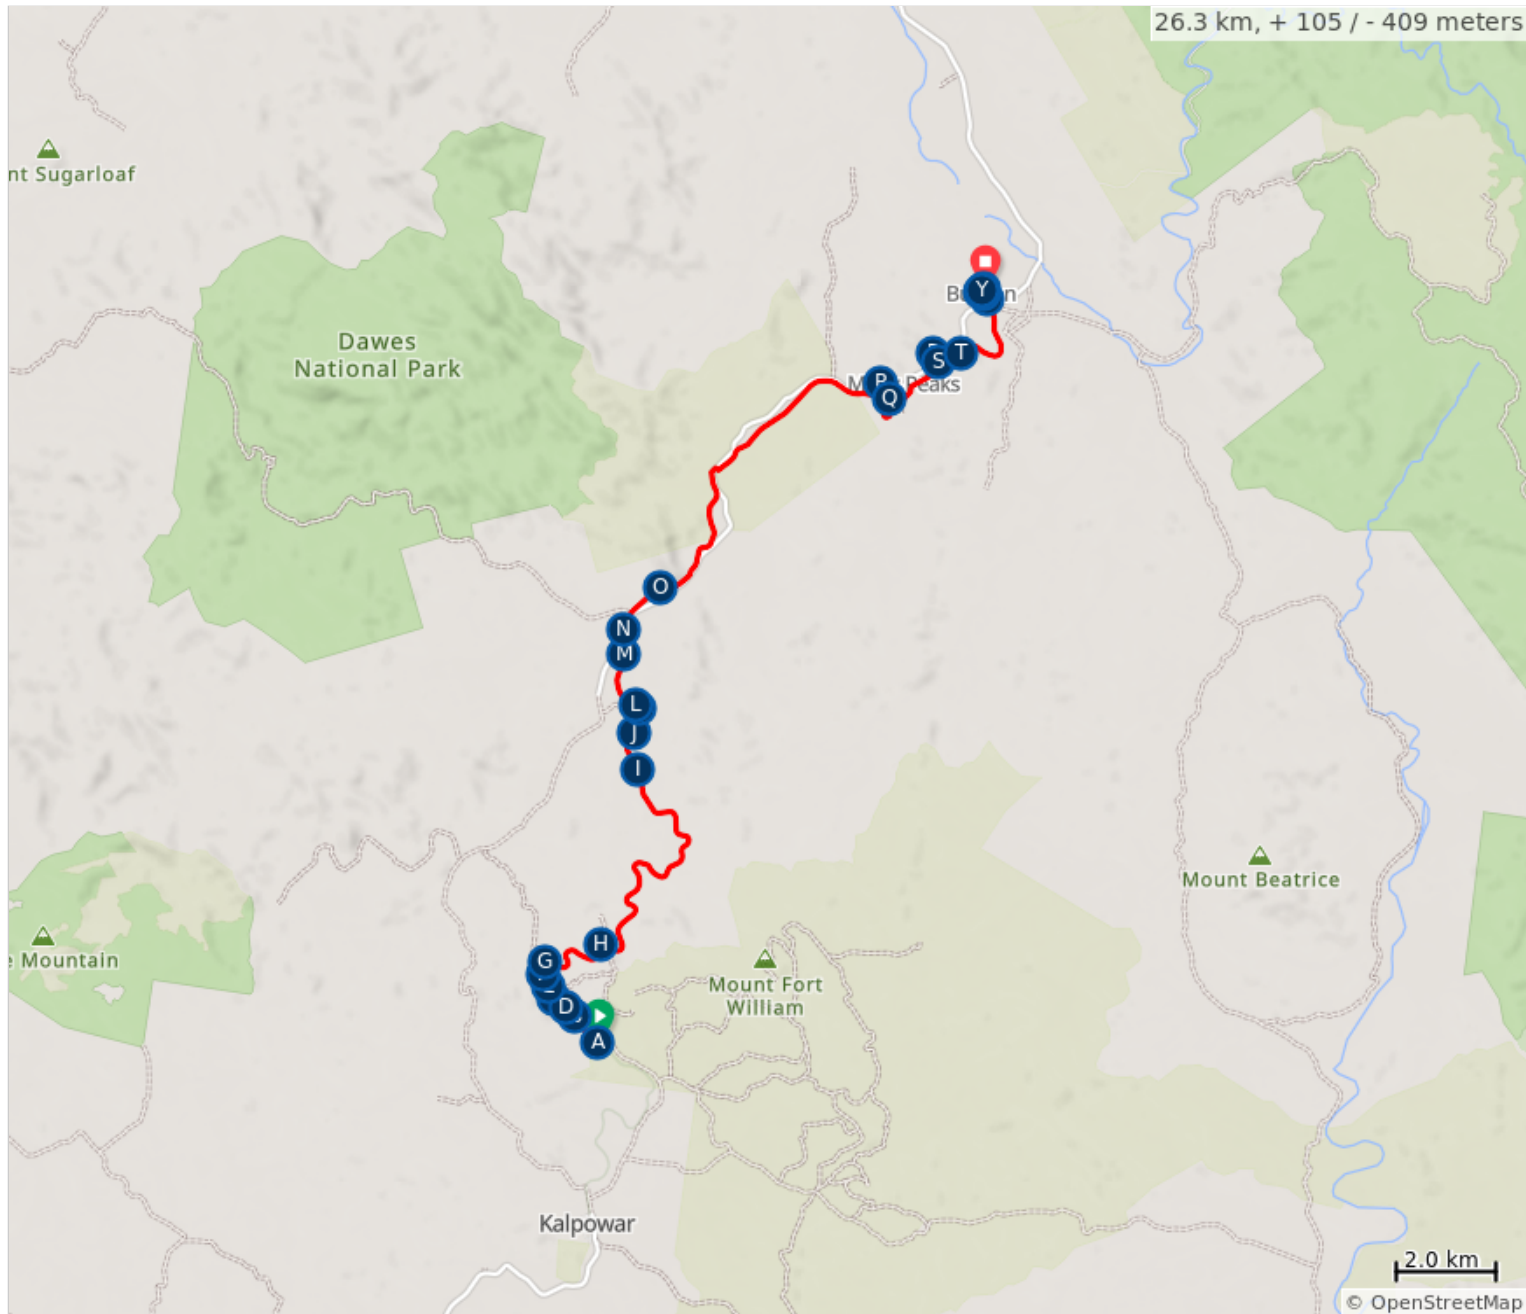 26.3 km, + 105 / - 409 meters
nt Sugarloaf
Dawes
National Park
Y
T
S
P
Q
O
N
M
L
J
I
Mount Beatrice
H
G
e Mountain
Mount Fort
William
D
A
Kalpowar
2.0 km
© OpenStreetMap